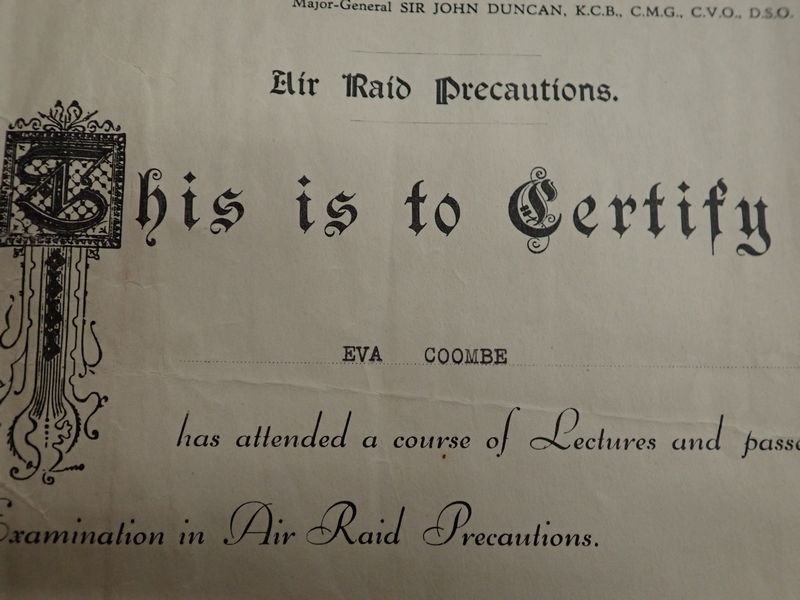 Major-General SIR JOHN DUNCAN, K.C.B., C.M.G., C.V.O., D.S.O.
Air Raid Precautions.
This is to Certify
EVA COOMBE
has attended a course of Lectures and
Examination in Air Raid Precautions.